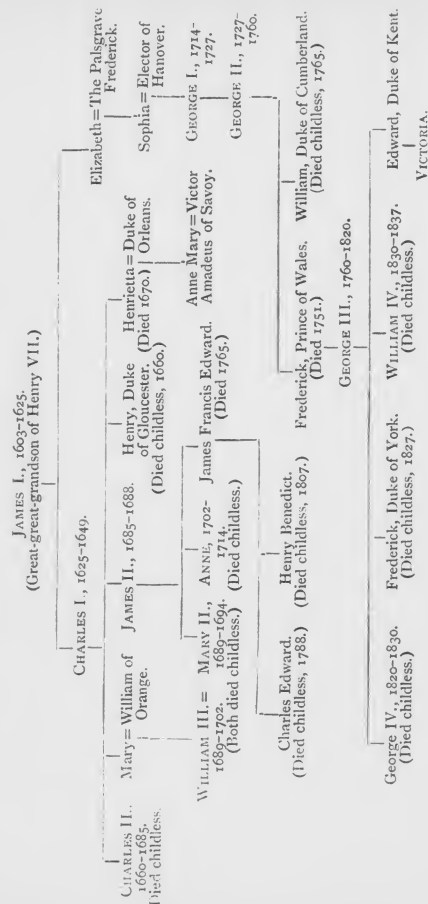 JAMES I., 1603-1625.
(Great-great-grandson of Henry VII.)
CHARLES I., 1625-1649.
Elizabeth = The Palsgrave
Frederick.
CHARLES II.,
1660-1685.
Died childless.
Mary = William of
Orange.
JAMES II., 1685-1688.
Henry, Duke
of Gloucester.
(Died childless, 1660.)
Henrietta = Duke of
Orleans.
(Died 1670.)
Sophia = Elector of
Hanover.
WILLIAM III. = MARY II.,
1689-1702. 1689-1694.
(Both died childless.)
ANNE, 1702-
1714.
(Died childless.)
James Francis Edward.
(Died 1765.)
Anne Mary = Victor
Amadeus of Savoy.
GEORGE I., 1714-
1727.
GEORGE II., 1727-
1760.
Charles Edward.
(Died childless, 1788.)
Henry Benedict.
(Died childless, 1807.)
Frederick, Prince of Wales.
(Died 1751.)
William, Duke of Cumberland.
(Died childless, 1765.)
GEORGE III., 1760-1820.
George IV., 1820-1830.
(Died childless.)
Frederick, Duke of York.
(Died childless, 1827.)
WILLIAM IV., 1830-1837.
(Died childless.)
Edward, Duke of Kent.
VICTORIA.